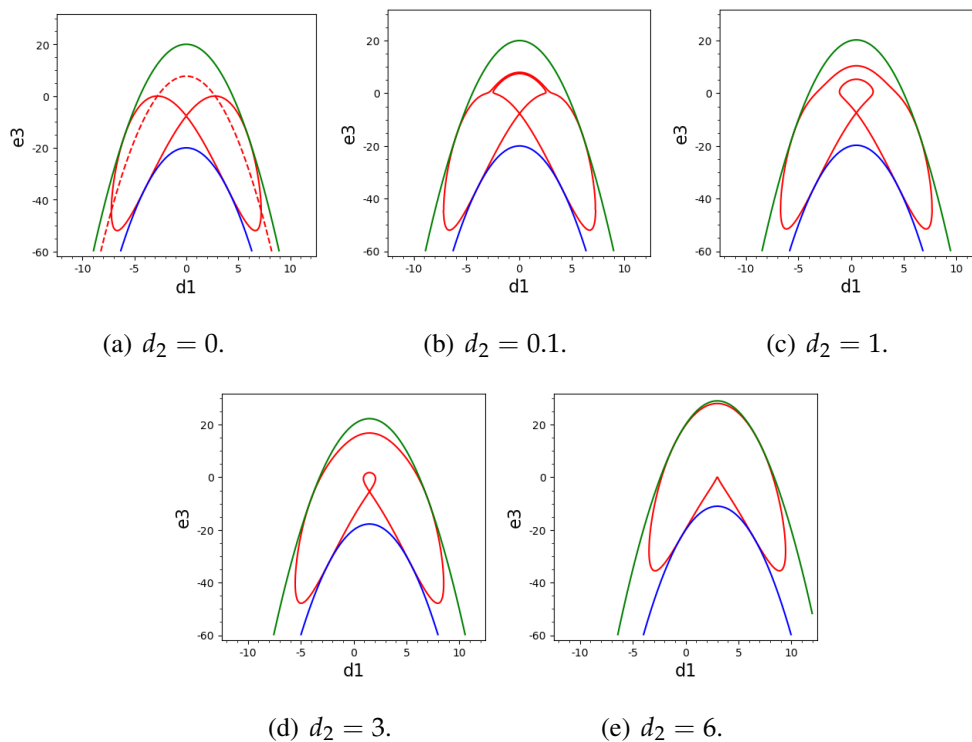 20
0
-20
-40
-60
-10 -5 0 5 10
d1
e3
(a) d₂ = 0.
20
0
-20
-40
-60
-10 -5 0 5 10
d1
e3
(b) d₂ = 0.1.
20
0
-20
-40
-60
-10 -5 0 5 10
d1
e3
(c) d₂ = 1.
20
0
-20
-40
-60
-10 -5 0 5 10
d1
e3
(d) d₂ = 3.
20
0
-20
-40
-60
-10 -5 0 5 10
d1
e3
(e) d₂ = 6.